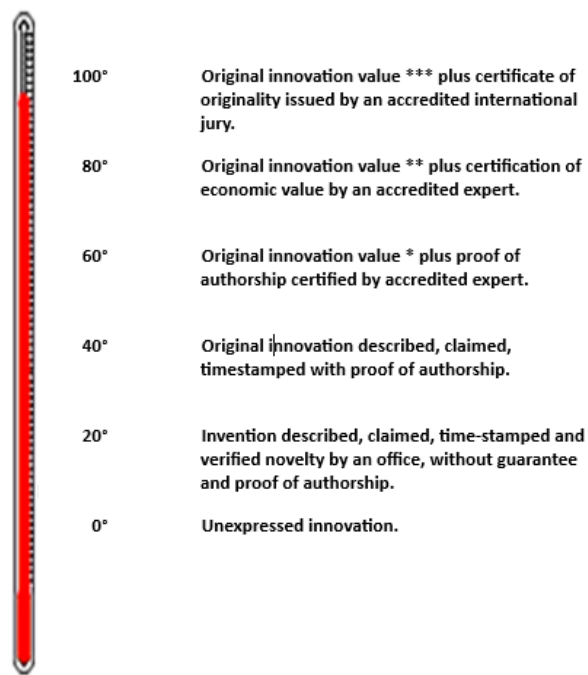 100° Original innovation value *** plus certificate of
originality issued by an accredited international
jury.
80° Original innovation value ** plus certification of
economic value by an accredited expert.
60° Original innovation value * plus proof of
authorship certified by accredited expert.
40° Original innovation described, claimed,
timestamped with proof of authorship.
20° Invention described, claimed, time-stamped and
verified novelty by an office, without guarantee
and proof of authorship.
0° Unexpressed innovation.